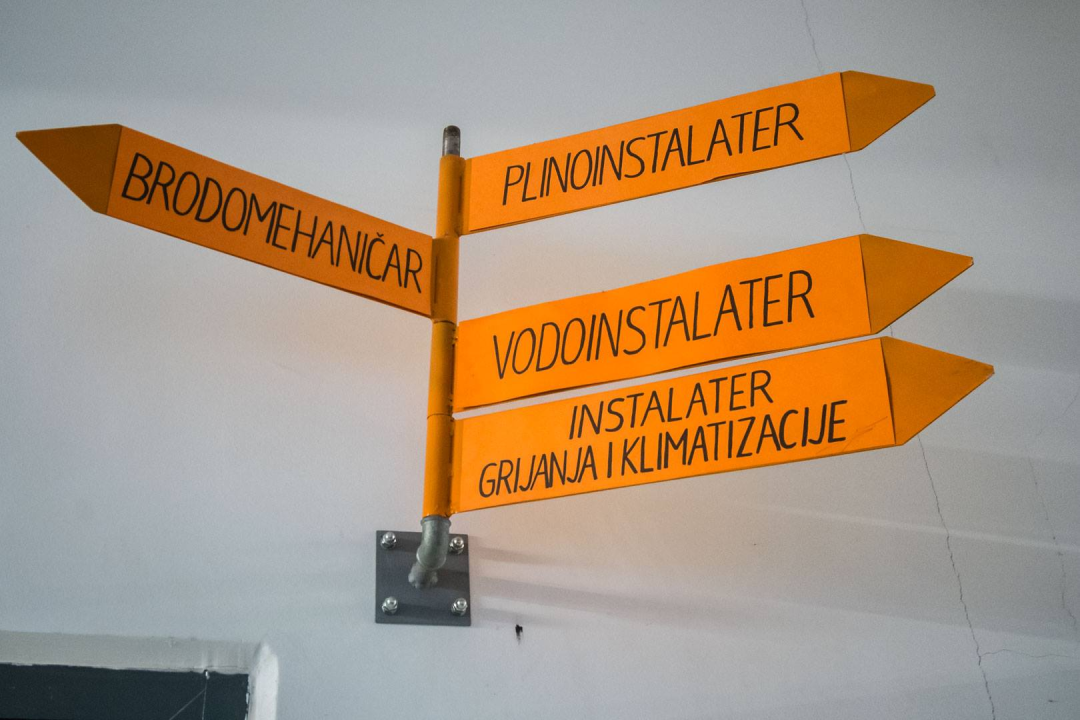 BRODOMEHANIČAR
PLINOINSTALATER
VODOINSTALATER
INSTALATER
GRIJANJA I KLIMATIZACIJE